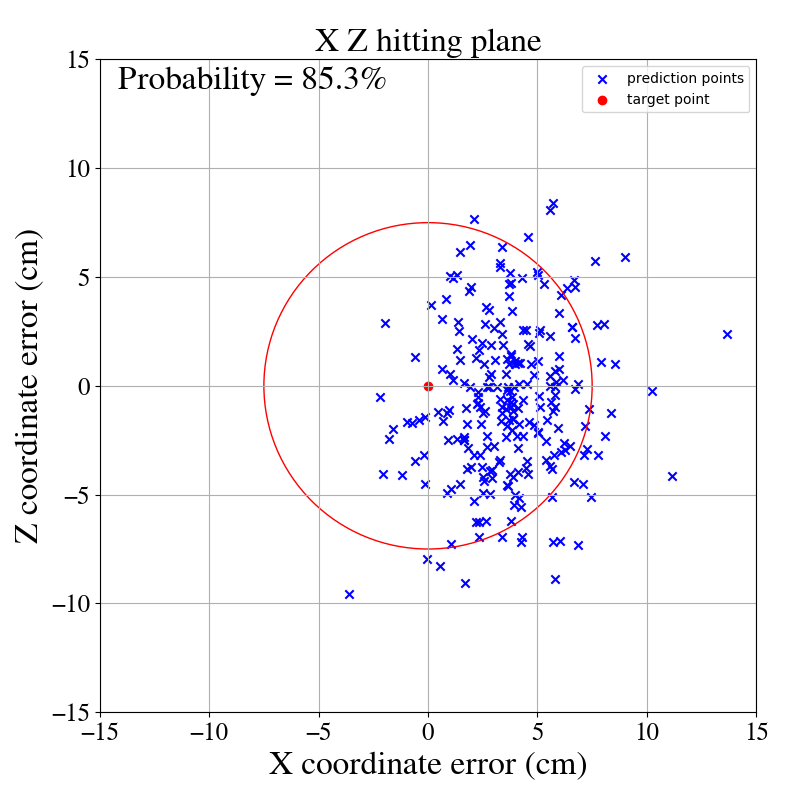 X Z hitting plane
Probability = 85.3%
prediction points
target point
15
10
5
0
−5
−10
−15
Z coordinate error (cm)
−15 −10 −5 0 5 10 15
X coordinate error (cm)